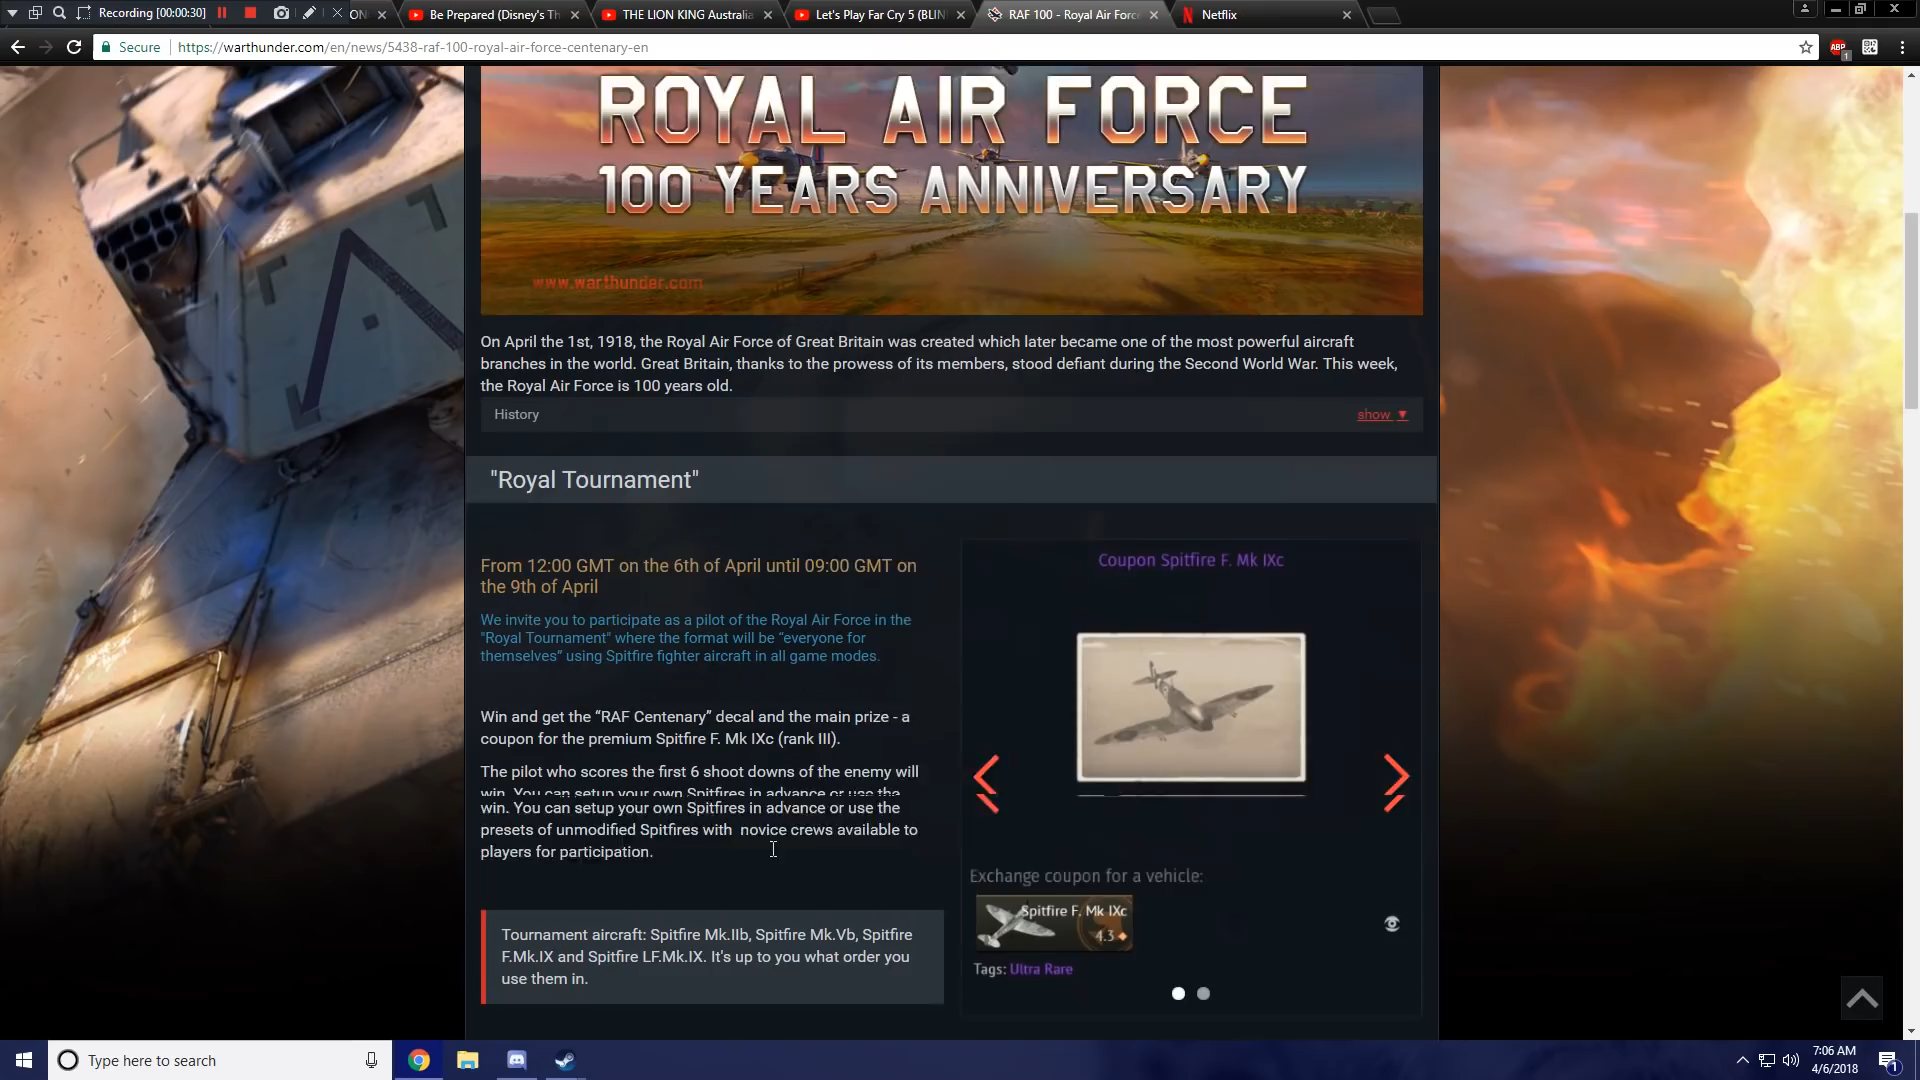 Recording [00:00:30]
ON
Be Prepared (Disney's Th
THE LION KING Australia
Let's Play Far Cry 5 (BLIN
RAF 100 - Royal Air Force
Netflix
Secure
https://warthunder.com/en/news/5438-raf-100-royal-air-force-centenary-en
ABP
1
ROYAL AIR FORCE
100 YEARS ANNIVERSARY
www.warthunder.com
On April the 1st, 1918, the Royal Air Force of Great Britain was created which later became one of the most powerful aircraft
branches in the world. Great Britain, thanks to the prowess of its members, stood defiant during the Second World War. This week,
the Royal Air Force is 100 years old.
History
show ▼
"Royal Tournament"
From 12:00 GMT on the 6th of April until 09:00 GMT on
the 9th of April
We invite you to participate as a pilot of the Royal Air Force in the
"Royal Tournament" where the format will be “everyone for
themselves” using Spitfire fighter aircraft in all game modes.
Win and get the “RAF Centenary” decal and the main prize - a
coupon for the premium Spitfire F. Mk IXc (rank III).
The pilot who scores the first 6 shoot downs of the enemy will
win. You can setup your own Spitfires in advance or use the
win. You can setup your own Spitfires in advance or use the
presets of unmodified Spitfires with novice crews available to
players for participation.
Tournament aircraft: Spitfire Mk.IIb, Spitfire Mk.Vb, Spitfire
F.Mk.IX and Spitfire LF.Mk.IX. It's up to you what order you
use them in.
Coupon Spitfire F. Mk IXc
Exchange coupon for a vehicle:
Spitfire F. Mk IXc
4.3
Tags: Ultra Rare
Type here to search
7:06 AM
4/6/2018
1